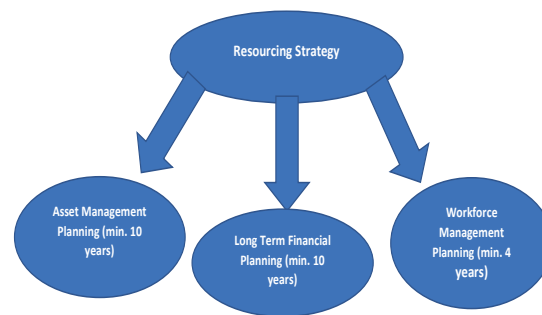 Resourcing Strategy
Asset Management
Planning (min. 10
years)
Long Term Financial
Planning (min. 10
years)
Workforce
Management
Planning (min. 4
years)